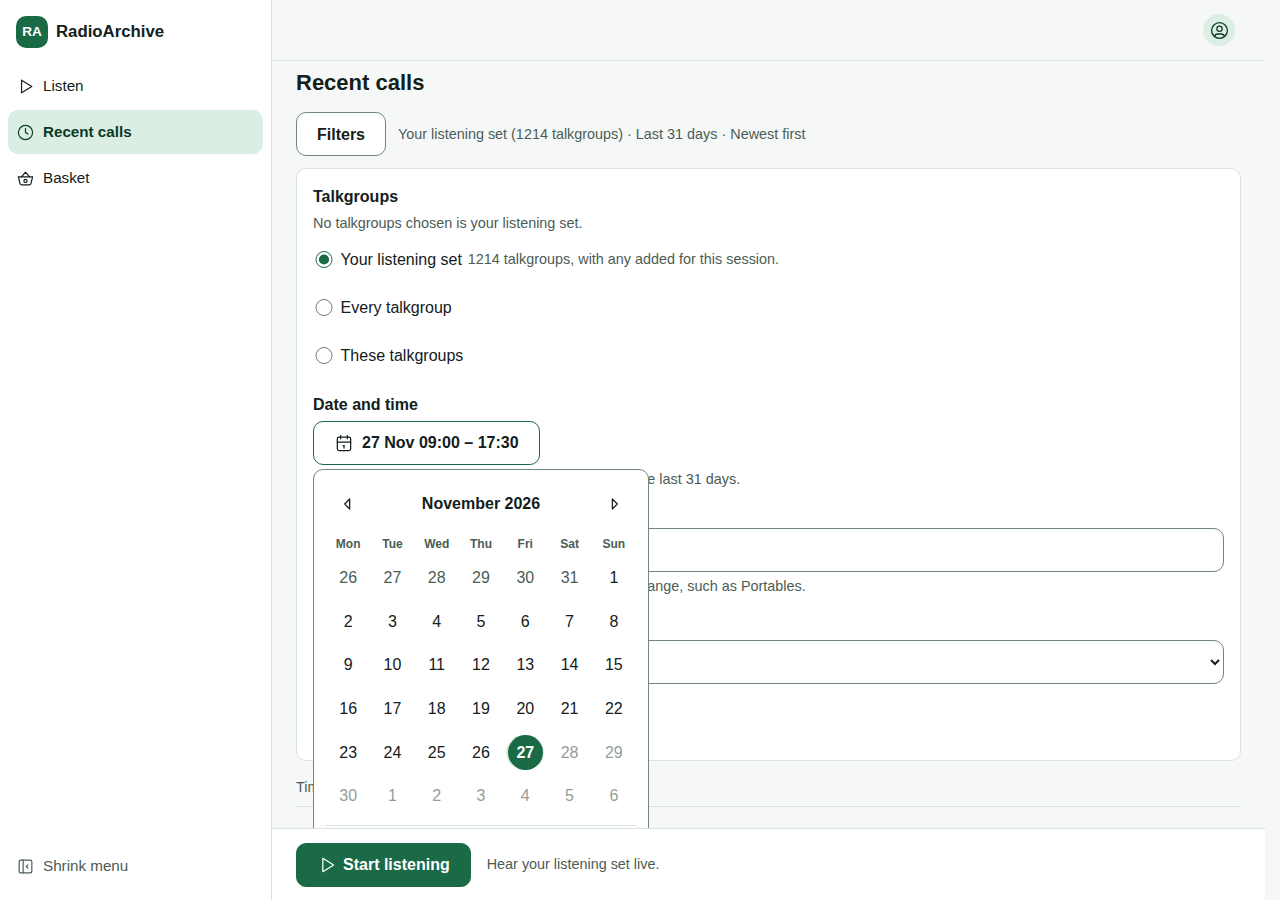 RA RadioArchive
Listen
Recent calls
Basket
Shrink menu
Recent calls
Filters
Your listening set (1214 talkgroups) · Last 31 days · Newest first
Talkgroups
No talkgroups chosen is your listening set.
Your listening set 1214 talkgroups, with any added for this session.
Every talkgroup
These talkgroups
Date and time
27 Nov 09:00 – 17:30
last 31 days.
November 2026
Mon Tue Wed Thu Fri Sat Sun
26 27 28 29 30 31 1
2 3 4 5 6 7 8
such as Portables.
9 10 11 12 13 14 15
16 17 18 19 20 21 22
23 24 25 26 27 28 29
30 1 2 3 4 5 6
Start listening
Hear your listening set live.